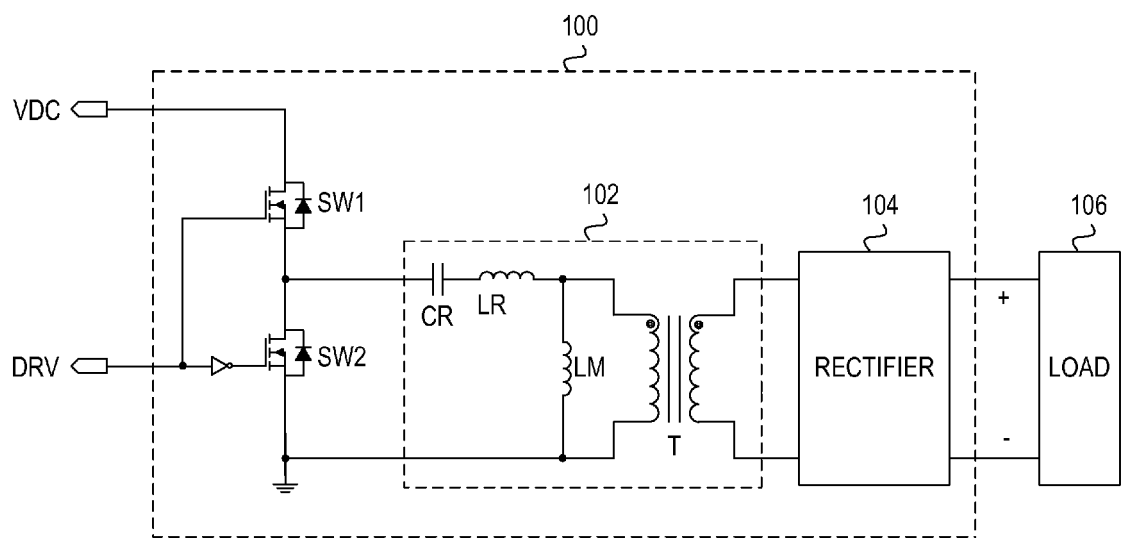 100
VDC
SW1
102
104
106
CR
LR
+
DRV
SW2
LM
RECTIFIER
LOAD
T
-